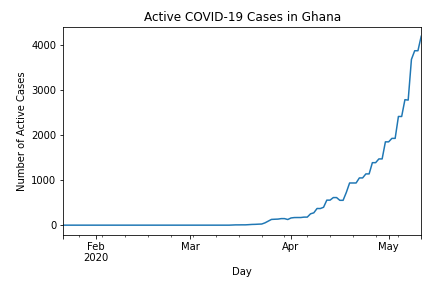 Active COVID-19 Cases in Ghana
Number of Active Cases
4000
3000
2000
1000
0
Feb
2020
Mar
Apr
May
Day